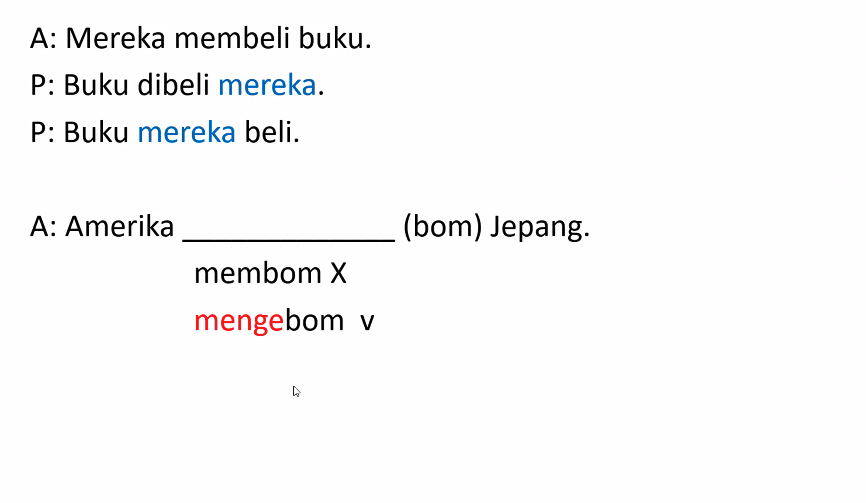 A: Mereka membeli buku.
P: Buku dibeli mereka.
P: Buku mereka beli.
A: Amerika ______________ (bom) Jepang.
membom X
mengebom v